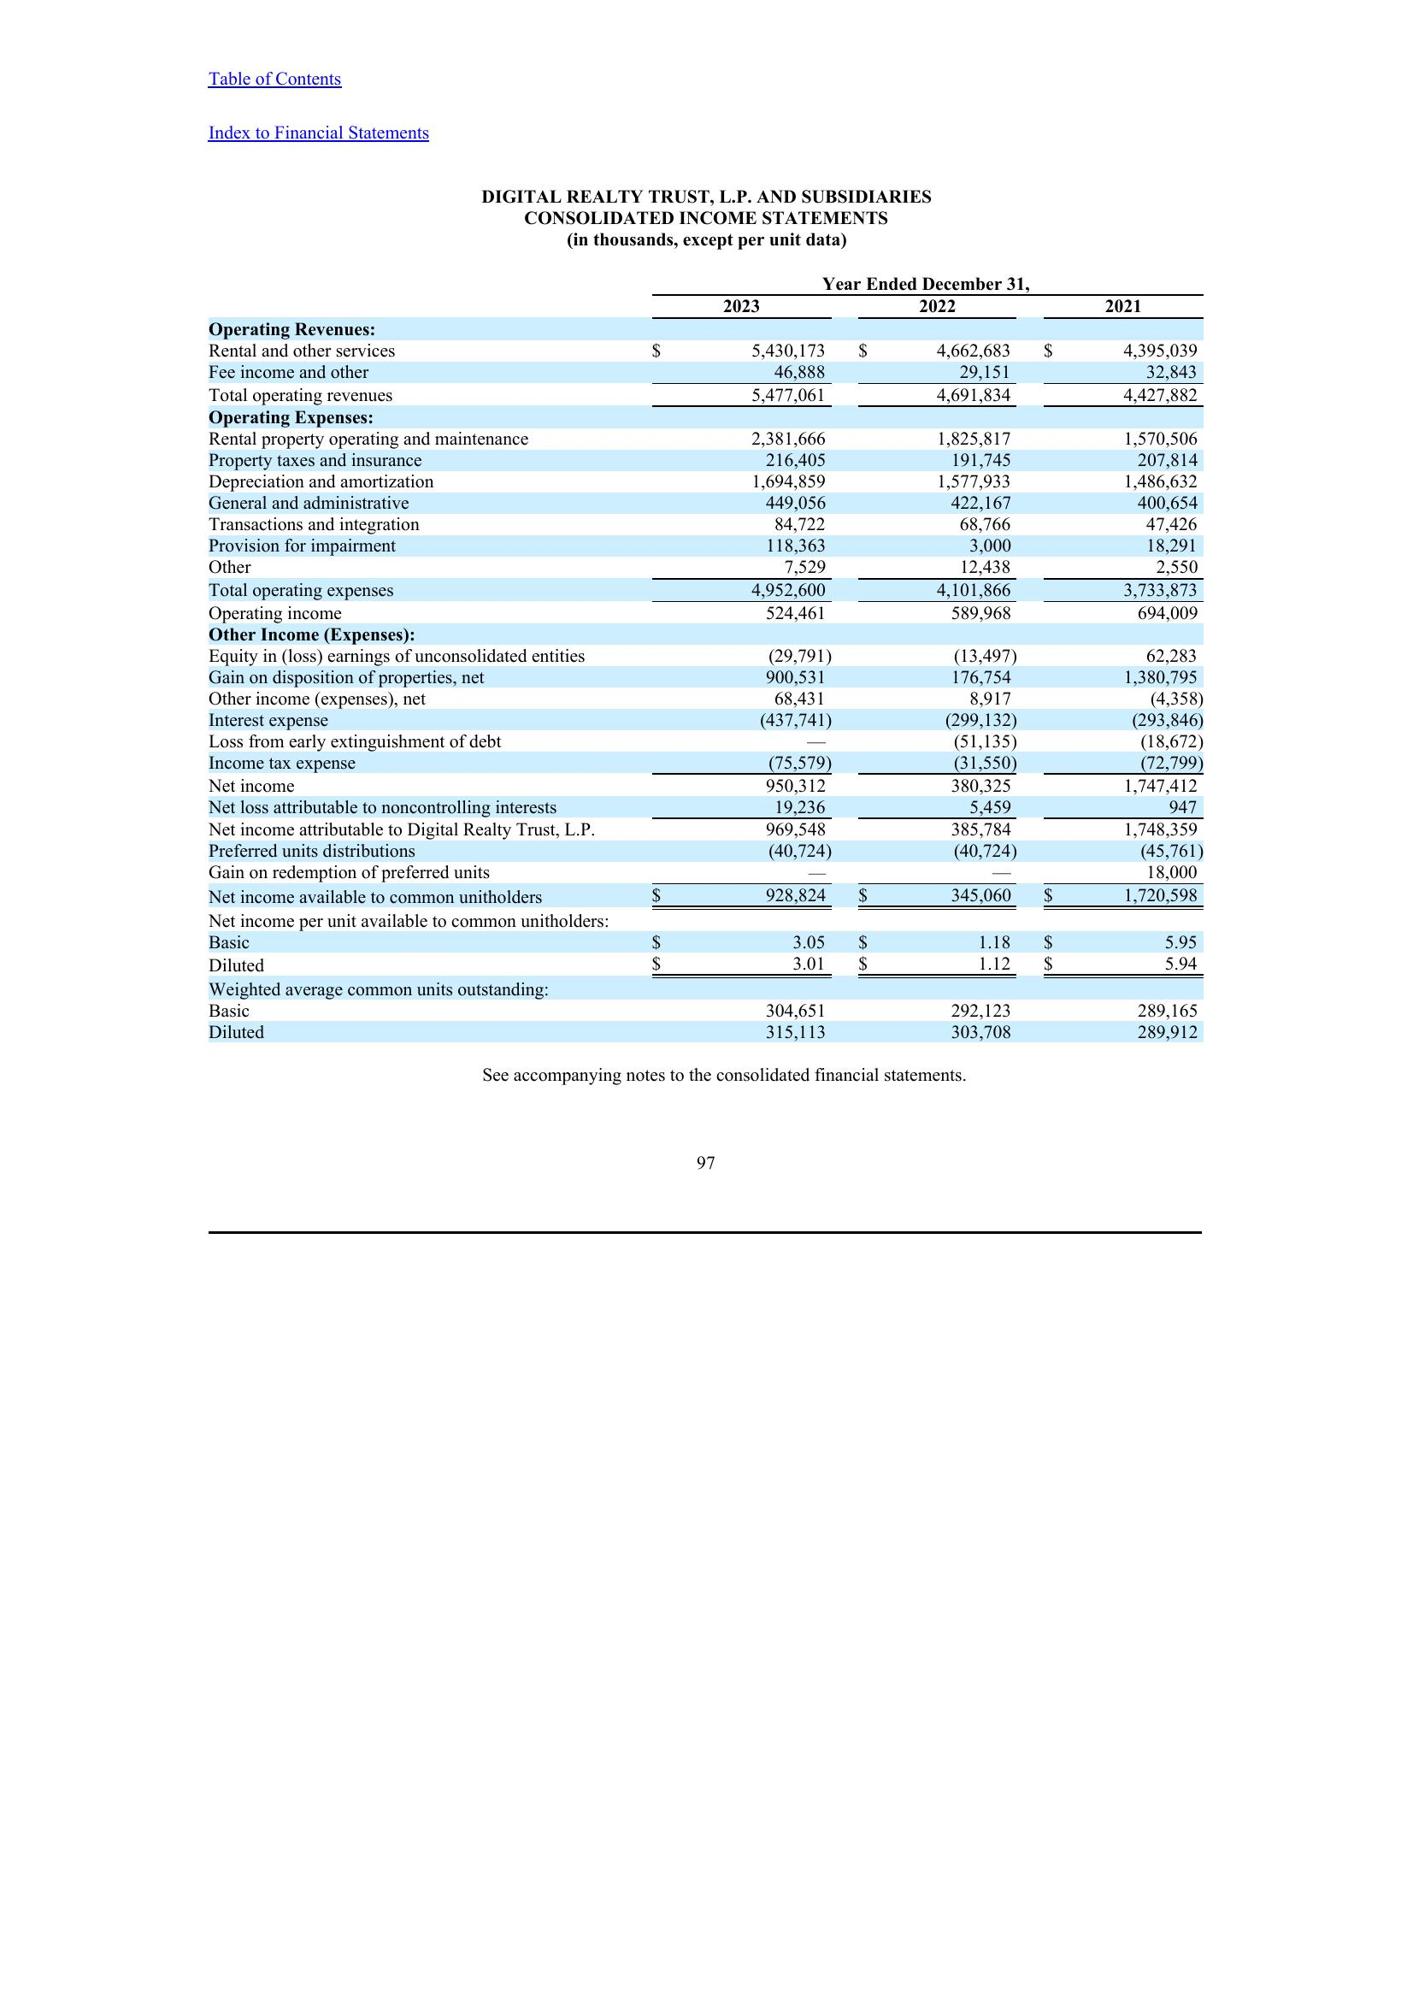 Table of Contents
Index to Financial Statements
DIGITAL REALTY TRUST, L.P. AND SUBSIDIARIES
CONSOLIDATED INCOME STATEMENTS
(in thousands, except per unit data)
Year Ended December 31,
2023 2022 2021
Operating Revenues:
Rental and other services $ 5,430,173 $ 4,662,683 $ 4,395,039
Fee income and other 46,888 29,151 32,843
Total operating revenues 5,477,061 4,691,834 4,427,882
Operating Expenses:
Rental property operating and maintenance 2,381,666 1,825,817 1,570,506
Property taxes and insurance 216,405 191,745 207,814
Depreciation and amortization 1,694,859 1,577,933 1,486,632
General and administrative 449,056 422,167 400,654
Transactions and integration 84,722 68,766 47,426
Provision for impairment 118,363 3,000 18,291
Other 7,529 12,438 2,550
Total operating expenses 4,952,600 4,101,866 3,733,873
Operating income 524,461 589,968 694,009
Other Income (Expenses):
Equity in (loss) earnings of unconsolidated entities (29,791) (13,497) 62,283
Gain on disposition of properties, net 900,531 176,754 1,380,795
Other income (expenses), net 68,431 8,917 (4,358)
Interest expense (437,741) (299,132) (293,846)
Loss from early extinguishment of debt — (51,135) (18,672)
Income tax expense (75,579) (31,550) (72,799)
Net income 950,312 380,325 1,747,412
Net loss attributable to noncontrolling interests 19,236 5,459 947
Net income attributable to Digital Realty Trust, L.P. 969,548 385,784 1,748,359
Preferred units distributions (40,724) (40,724) (45,761)
Gain on redemption of preferred units — — 18,000
Net income available to common unitholders $ 928,824 $ 345,060 $ 1,720,598
Net income per unit available to common unitholders:
Basic $ 3.05 $ 1.18 $ 5.95
Diluted $ 3.01 $ 1.12 $ 5.94
Weighted average common units outstanding:
Basic 304,651 292,123 289,165
Diluted 315,113 303,708 289,912
See accompanying notes to the consolidated financial statements.
97